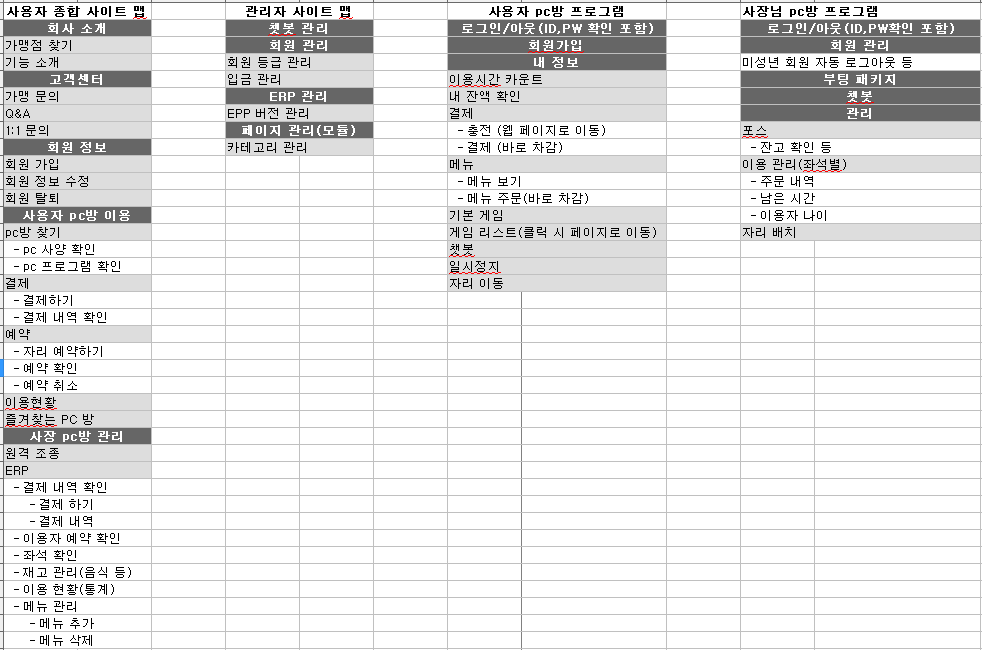 사용자 종합 사이트 맵
회사 소개
가맹점 찾기
기능 소개
고객센터
가맹 문의
Q&A
1:1 문의
회원 정보
회원 가입
회원 정보 수정
회원 탈퇴
사용자 pc방 이용
pc방 찾기
- pc 사양 확인
- pc 프로그램 확인
결제
- 결제하기
- 결제 내역 확인
예약
- 자리 예약하기
- 예약 확인
- 예약 취소
이용현황
즐겨찾는 PC 방
사장 pc방 관리
원격 조종
ERP
- 결제 내역 확인
- 결제 하기
- 결제 내역
- 이용자 예약 확인
- 좌석 확인
- 재고 관리(음식 등)
- 이용 현황(통계)
- 메뉴 관리
- 메뉴 추가
- 메뉴 삭제
관리자 사이트 맵
챗봇 관리
회원 관리
회원 등급 관리
입금 관리
ERP 관리
EPP 버전 관리
페이지 관리(모듈)
카테고리 관리
사용자 pc방 프로그램
로그인/아웃(ID,PW 확인 포함)
회원가입
내 정보
이용시간 카운트
내 잔액 확인
결제
- 충전 (웹 페이지로 이동)
- 결제 (바로 차감)
메뉴
- 메뉴 보기
- 메뉴 주문(바로 차감)
기본 게임
게임 리스트(클릭 시 페이지로 이동)
챗봇
일시정지
자리 이동
사장님 pc방 프로그램
로그인/아웃(ID,PW확인 포함)
회원 관리
미성년 회원 자동 로그아웃 등
부팅 패키지
챗봇
관리
포스
- 잔고 확인 등
이용 관리(좌석별)
- 주문 내역
- 남은 시간
- 이용자 나이
자리 배치